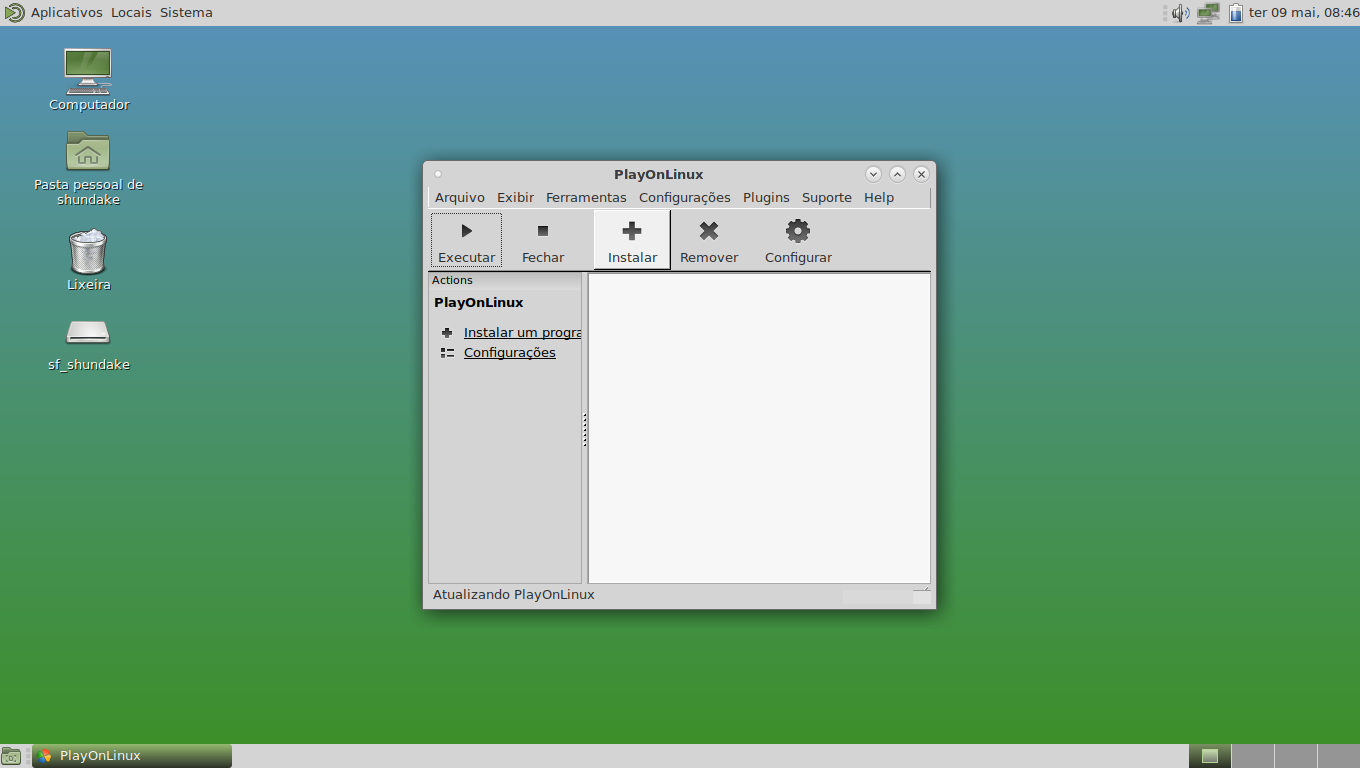 Aplicativos Locais Sistema
ter 09 mai, 08:46
Computador
Pasta pessoal de
shundake
Lixeira
sf_shundake
PlayOnLinux
Arquivo Exibir Ferramentas Configurações Plugins Suporte Help
Executar Fechar Instalar Remover Configurar
Actions
PlayOnLinux
Instalar um progra
Configurações
Atualizando PlayOnLinux
PlayOnLinux